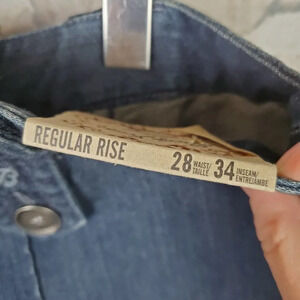 REGULAR RISE
28 WAIST/ TAILLE 34 INSEAM/ ENTREJAMBE